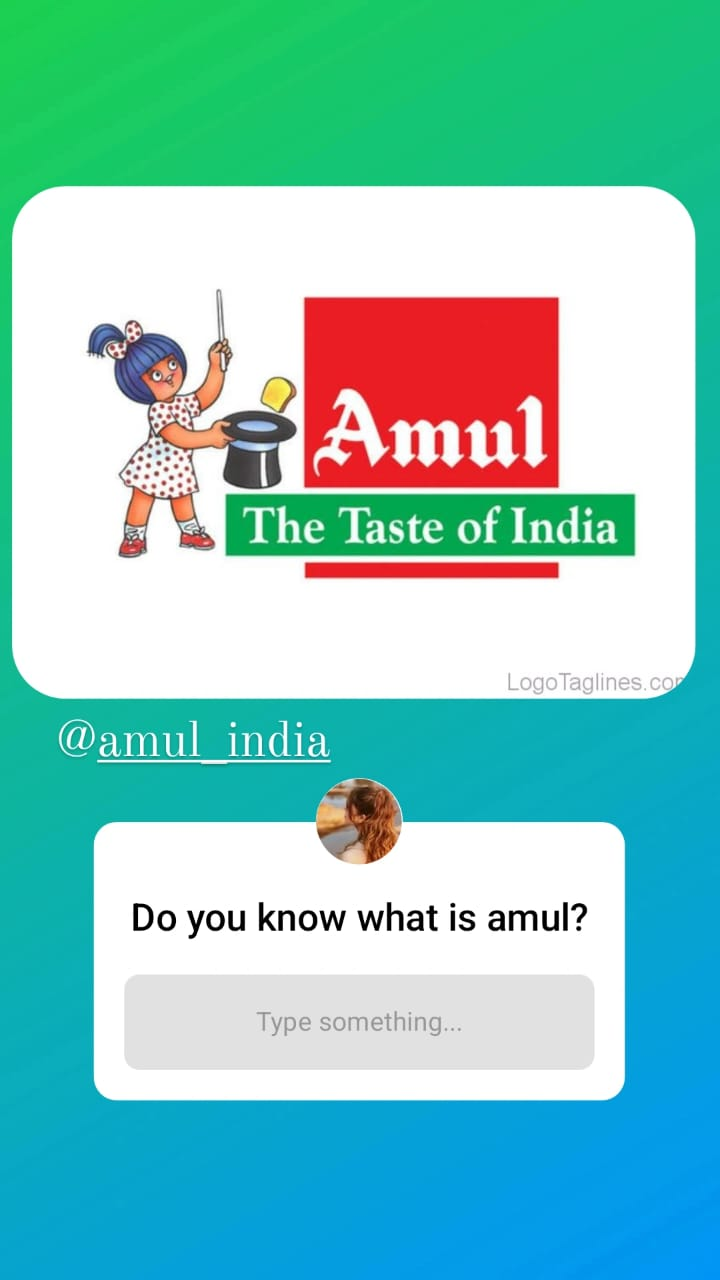 Amul
The Taste of India
LogoTaglines.com
@amul_india
Do you know what is amul?
Type something...